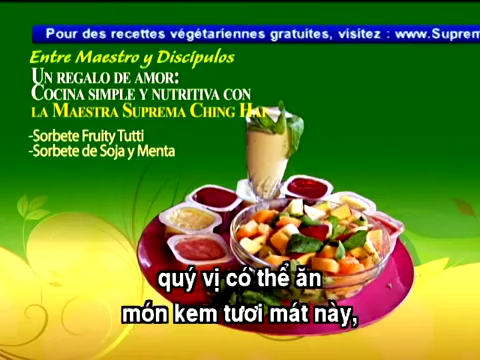 Pour des recettes végétariennes gratuites, visitez : www.Suprem
Entre Maestro y Discípulos
Un regalo de amor:
Cocina simple y nutritiva con
la Maestra Suprema Ching Hai
-Sorbete Fruity Tutti
-Sorbete de Soja y Menta
quý vị có thể ăn
món kem tươi mát này,